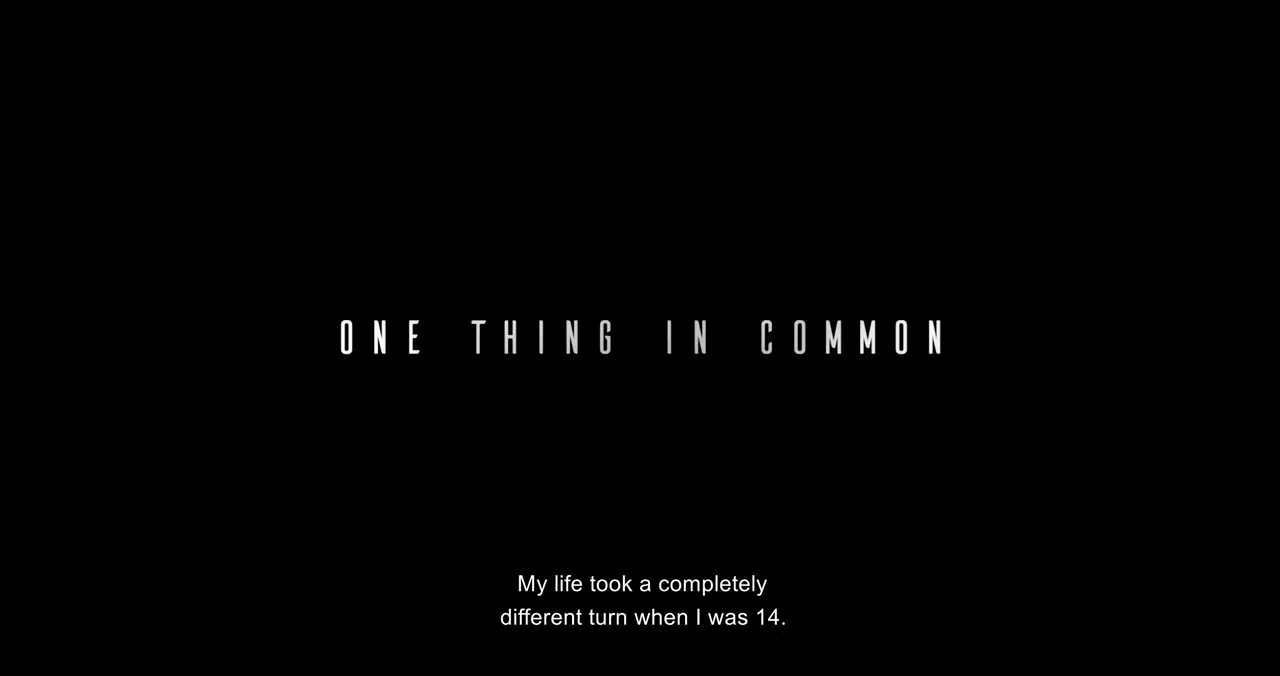 ONE THING IN COMMON
My life took a completely
different turn when I was 14.